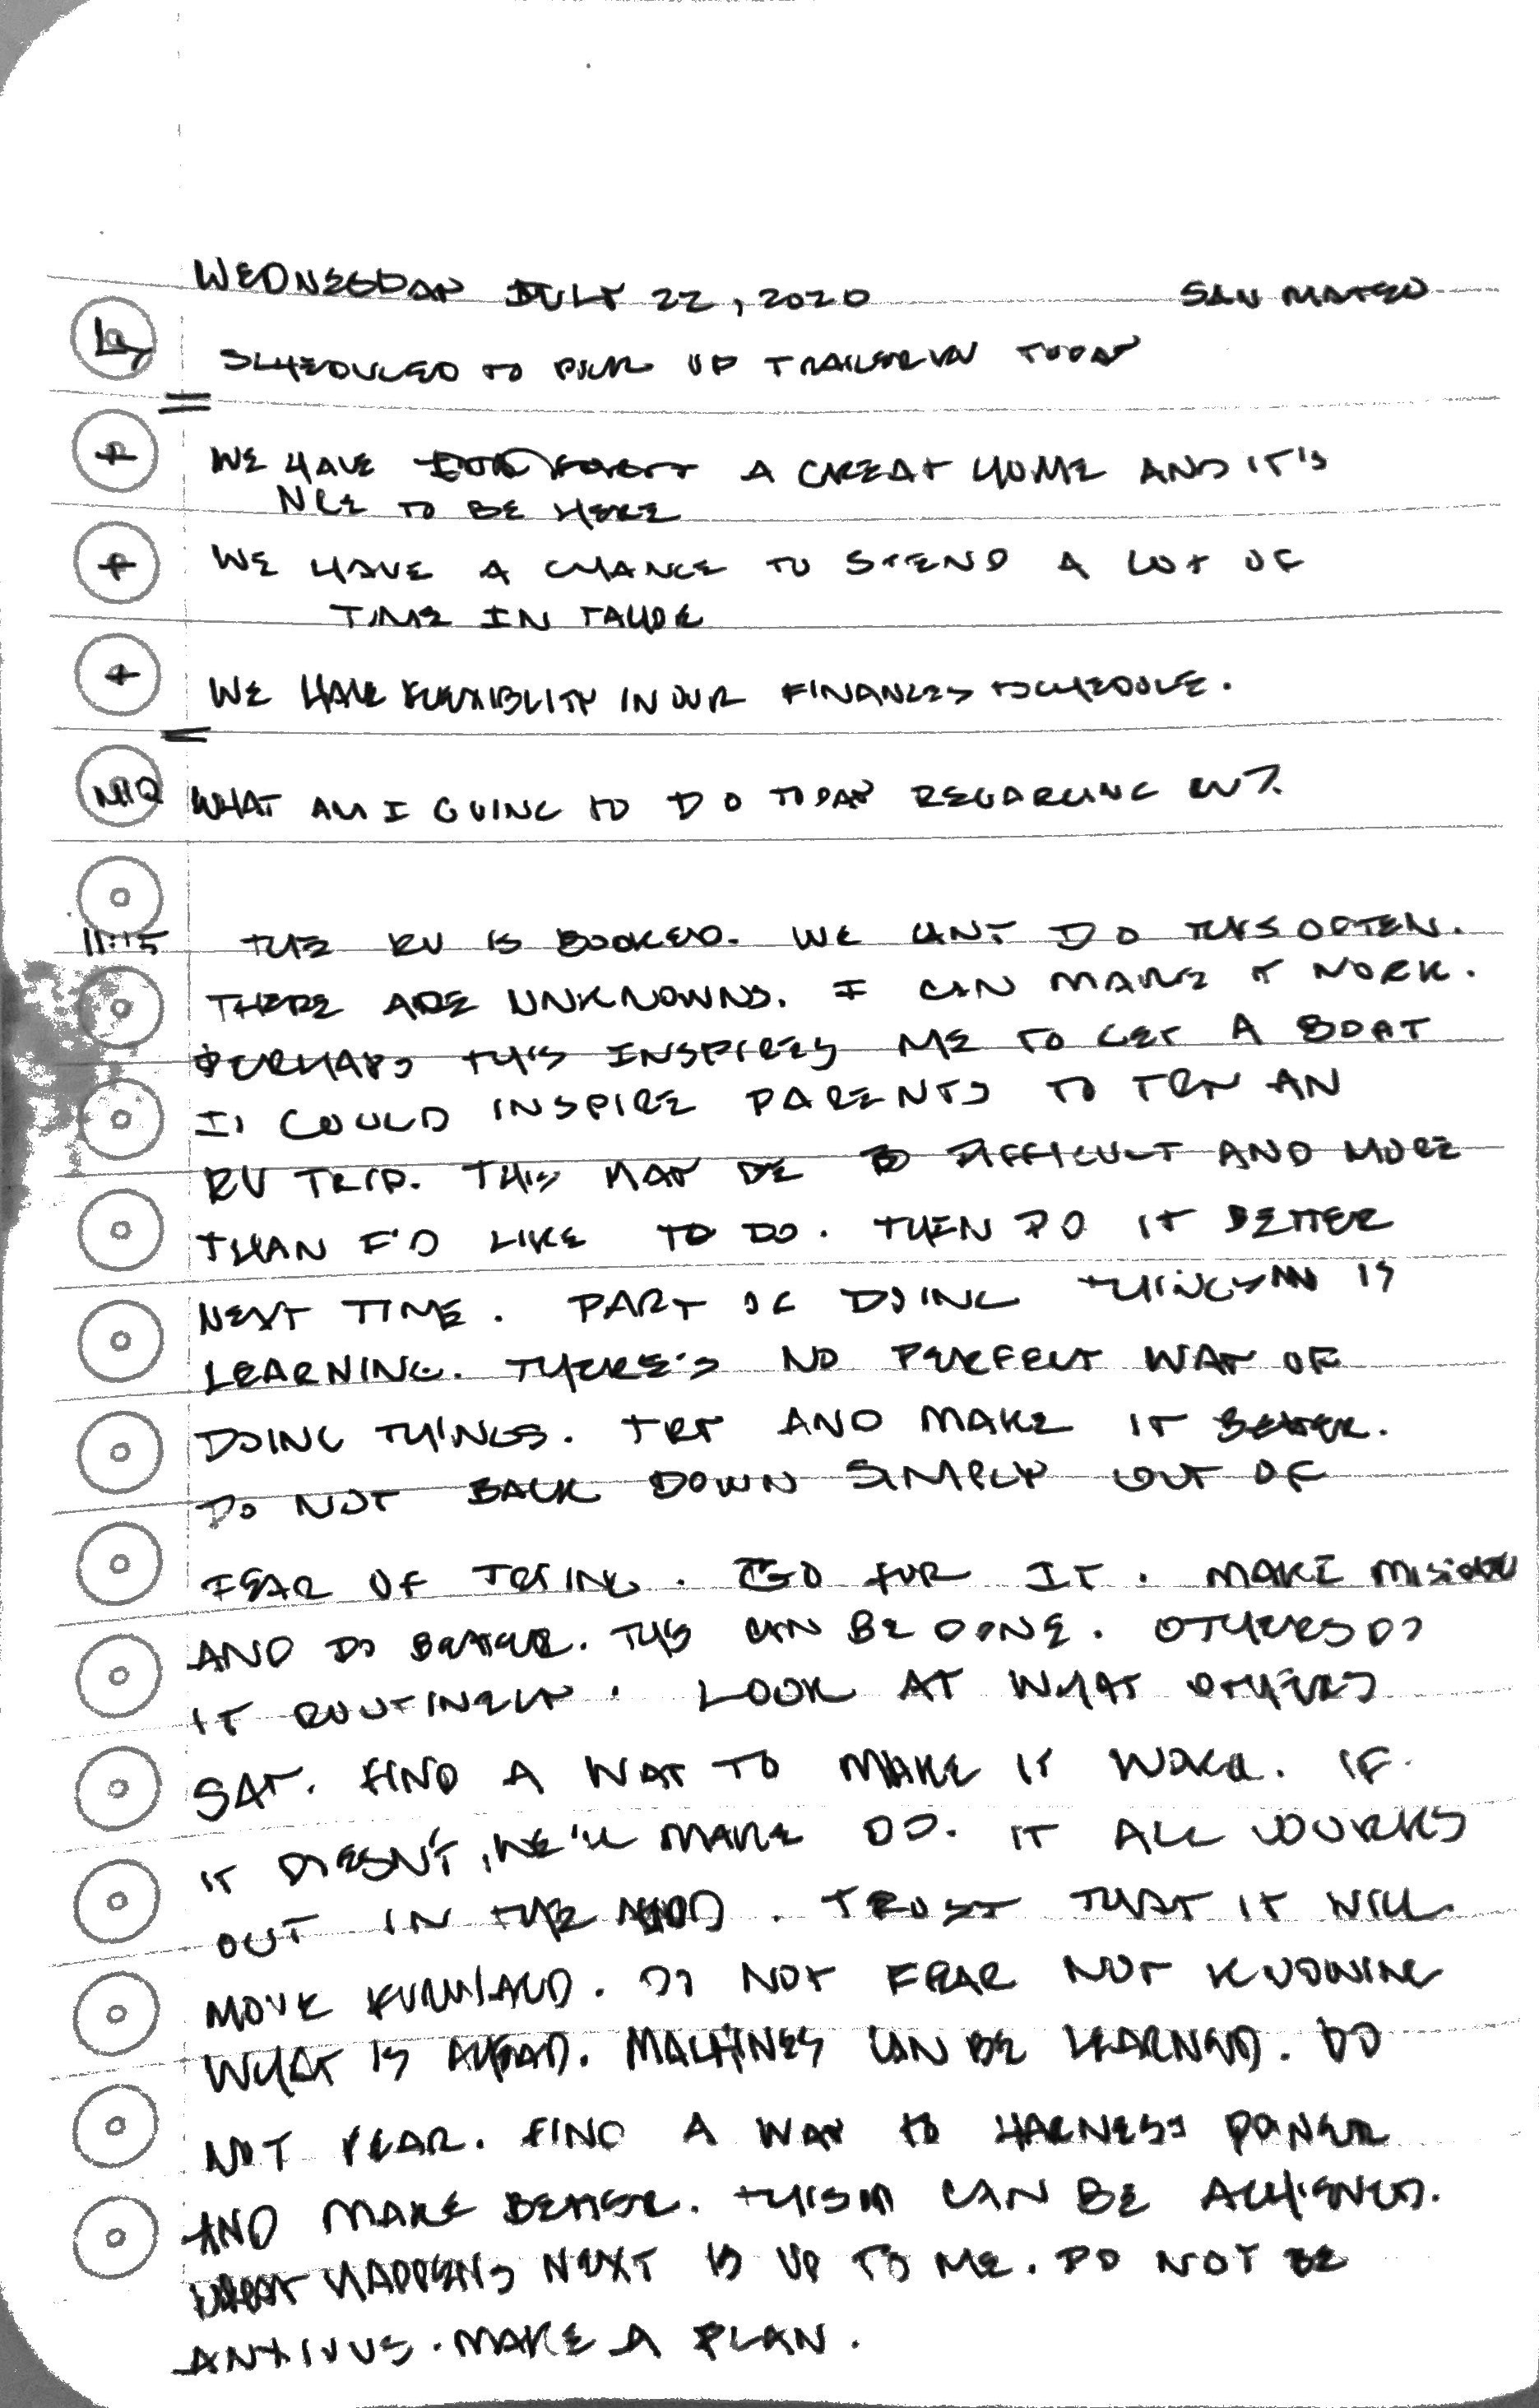 WEDNESDAY JULY 22, 2020 SAN MATEO
SCHEDULED TO PICK UP TRAILER RV TODAY
+ WE HAVE A GREAT HOME AND IT'S
NICE TO BE HERE
+ WE HAVE A CHANCE TO SPEND A LOT OF
TIME IN TAHOE
+ WE HAVE FLEXIBLITY IN OUR FINANCES + SCHEDULE.
MIQ WHAT AM I GOING TO DO TODAY REGARDING RV?
11:15 THE RV IS BOOKED. WE CAN'T DO THIS OFTEN.
THERE ARE UNKNOWNS. I CAN MAKE IT WORK.
PERHAPS THIS INSPIRES ME TO GET A BOAT
IT COULD INSPIRE PARENTS TO TRY AN
RV TRIP. THIS MAY BE DIFFICULT AND MORE
THAN I'D LIKE TO DO. THEN DO IT BETTER
NEXT TIME. PART OF DOING THINGS IS
LEARNING. THERE'S NO PERFECT WAY OF
DOING THINGS. TRY AND MAKE IT BETTER.
DO NOT BACK DOWN SIMPLY OUT OF
FEAR OF TRYING. GO FOR IT. MAKE
AND DO BETTER. THIS CAN BE DONE. OTHERS DO
IT ROUTINELY. LOOK AT WHAT OTHERS
SAY. FIND A WAY TO MAKE IT WORK. IF
IT DOESN'T, WE'LL MAKE DO. IT ALL WORKS
OUT IN THE END. TRUST THAT IT WILL
MOVE FORWARD. DO NOT FEAR NOT KNOWING
WHAT IS AHEAD. MACHINES CAN BE LEARNED. DO
NOT FEAR. FIND A WAY TO HARNESS POWER
AND MAKE BETTER. THIS CAN BE ACHIEVED.
WHAT HAPPENS NEXT IS UP TO ME. DO NOT BE
ANXIOUS. MAKE A PLAN.